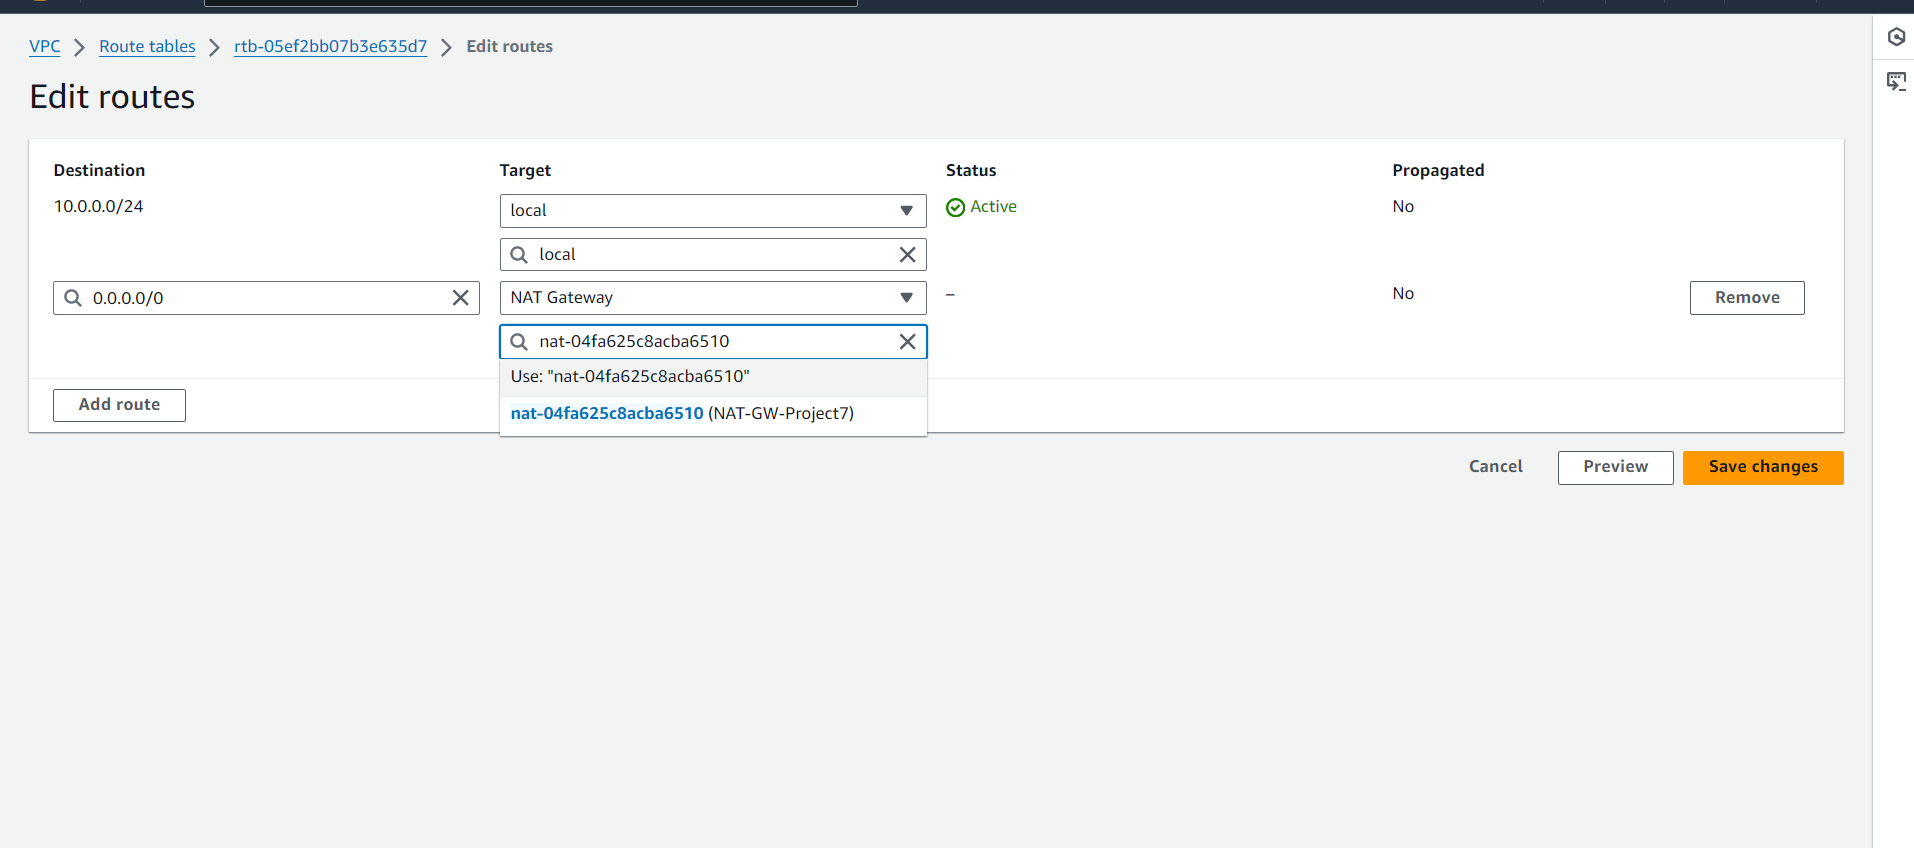 VPC > Route tables > rtb-05ef2bb07b3e635d7 > Edit routes
Edit routes
Destination Target Status Propagated
10.0.0.0/24 local Active No
local
0.0.0.0/0 NAT Gateway – No Remove
nat-04fa625c8acba6510
Use: "nat-04fa625c8acba6510"
nat-04fa625c8acba6510 (NAT-GW-Project7)
Add route
Cancel Preview Save changes